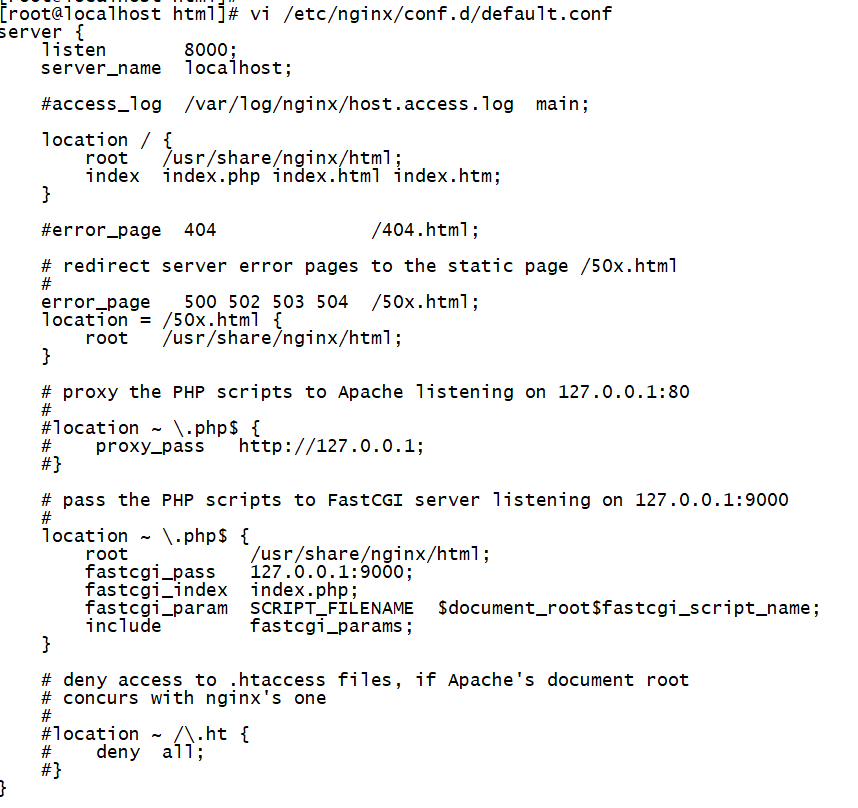 [root@localhost html]# vi /etc/nginx/conf.d/default.conf
server {
    listen       8000;
    server_name  localhost;

    #access_log  /var/log/nginx/host.access.log  main;

    location / {
        root   /usr/share/nginx/html;
        index  index.php index.html index.htm;
    }

    #error_page  404              /404.html;

    # redirect server error pages to the static page /50x.html
    #
    error_page   500 502 503 504  /50x.html;
    location = /50x.html {
        root   /usr/share/nginx/html;
    }

    # proxy the PHP scripts to Apache listening on 127.0.0.1:80
    #
    #location ~ \.php$ {
    #    proxy_pass   http://127.0.0.1;
    #}

    # pass the PHP scripts to FastCGI server listening on 127.0.0.1:9000
    #
    location ~ \.php$ {
        root           /usr/share/nginx/html;
        fastcgi_pass   127.0.0.1:9000;
        fastcgi_index  index.php;
        fastcgi_param  SCRIPT_FILENAME  $document_root$fastcgi_script_name;
        include        fastcgi_params;
    }

    # deny access to .htaccess files, if Apache's document root
    # concurs with nginx's one
    #
    #location ~ /\.ht {
    #    deny  all;
    #}
}